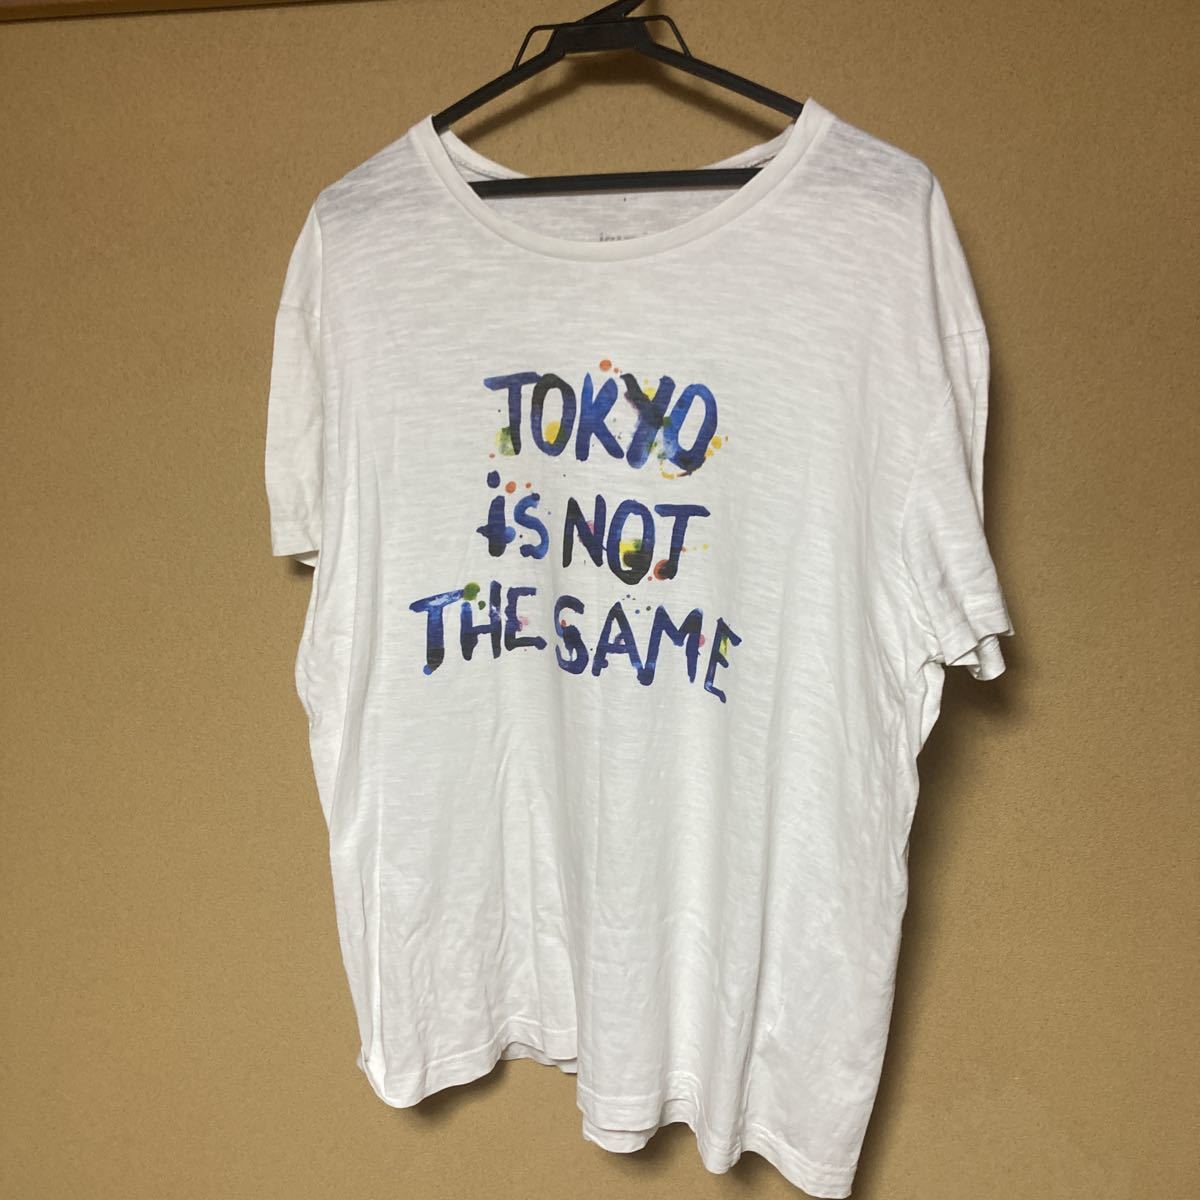 TOKYO
iS NOT
THE SAME